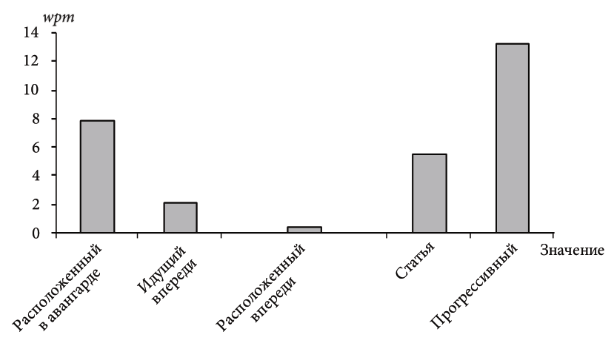 wpm
14
12
10
8
6
4
2
0
Расположенный
в авангарде
Идущий
впереди
Расположенный
впереди
Статья
Прогрессивный
Значение